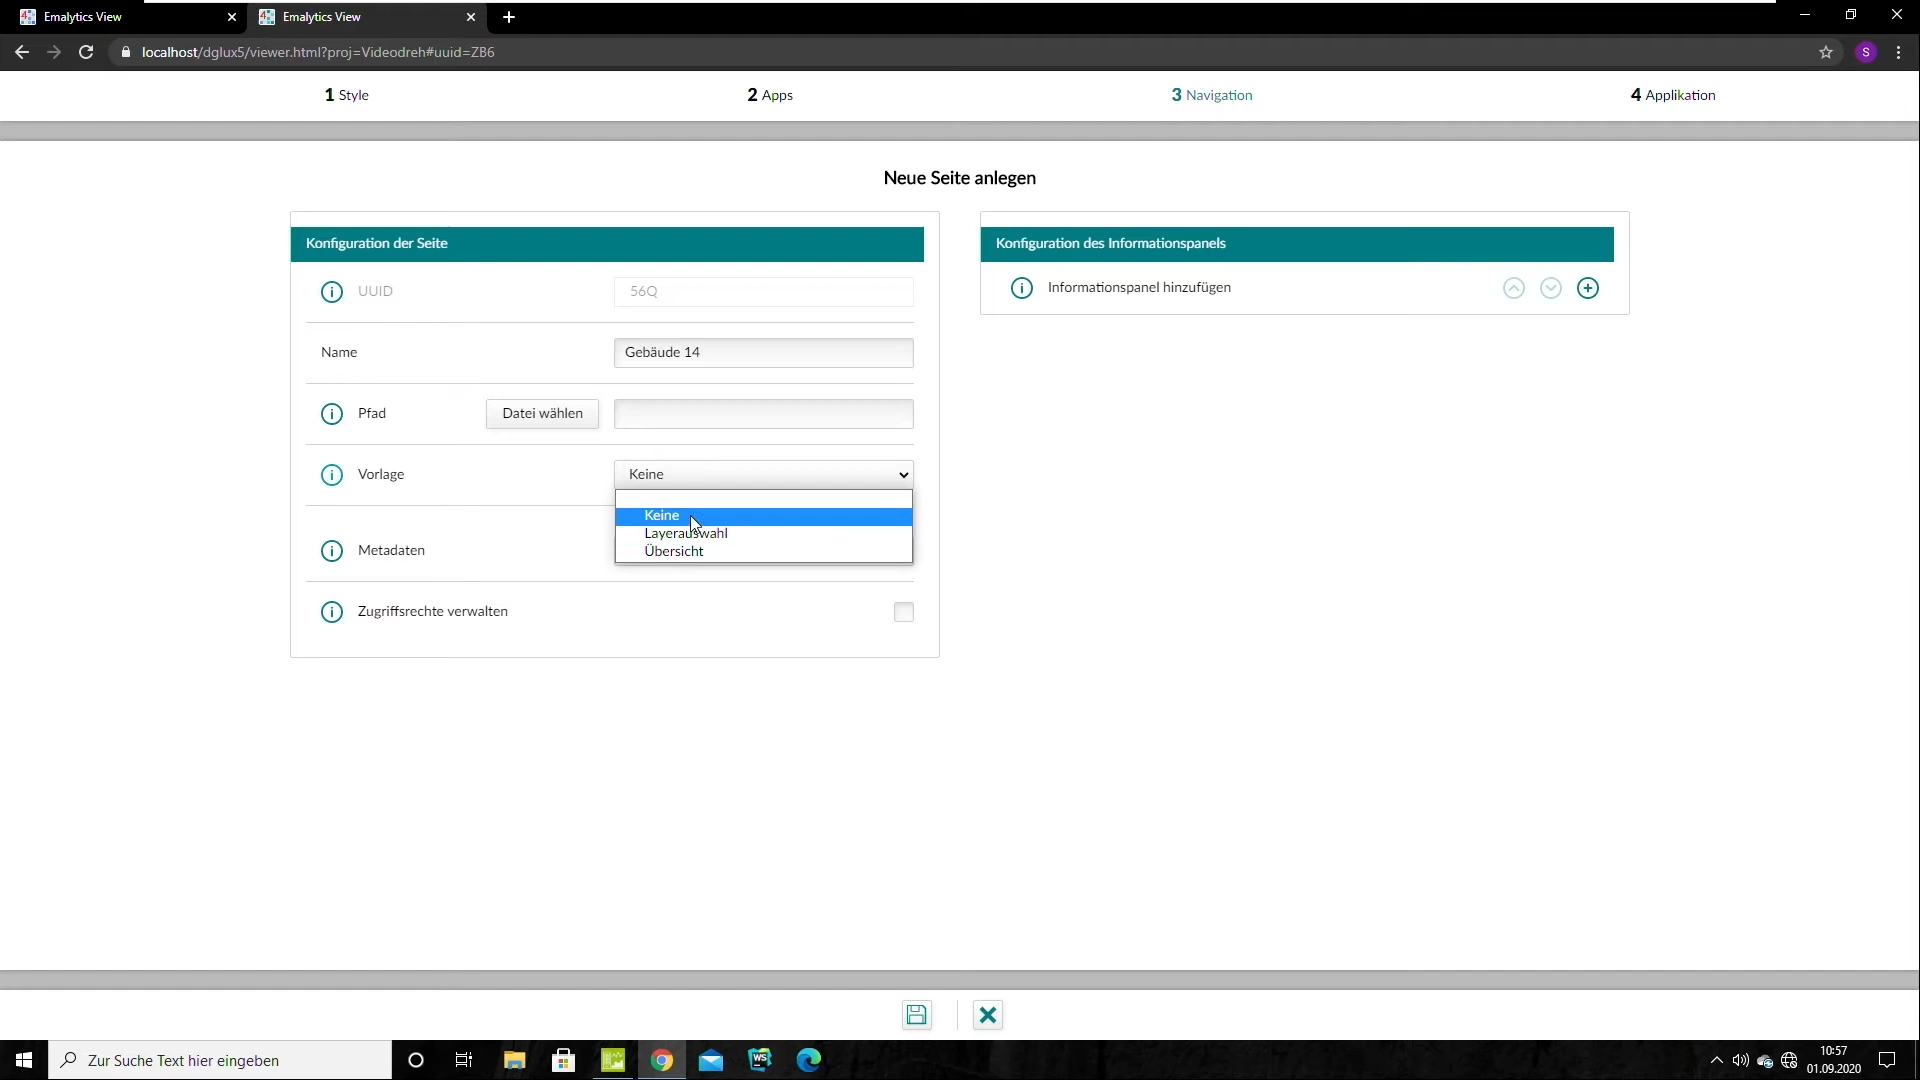 Emalytics View
Emalytics View
localhost/dglux5/viewer.html?proj=Videodreh#uuid=ZB6
S
1 Style
2 Apps
3 Navigation
4 Applikation
Neue Seite anlegen
Konfiguration der Seite
Konfiguration des Informationspanels
UUID
56Q
Informationspanel hinzufügen
Name
Gebäude 14
Pfad
Datei wählen
Vorlage
Keine
Keine
Layerauswahl
Übersicht
Metadaten
Zugriffsrechte verwalten
Zur Suche Text hier eingeben
WS
10:57
01.09.2020